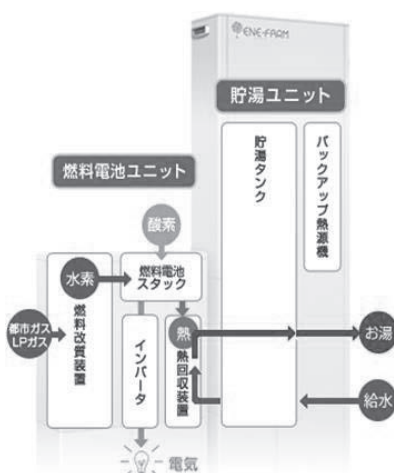 ENE-FARM
貯湯ユニット
燃料電池ユニット
貯湯タンク
バックアップ熱源機
酸素
水素
燃料電池
スタック
都市ガス
LPガス
燃料改質装置
インバータ
熱
熱回収装置
お湯
給水
電気